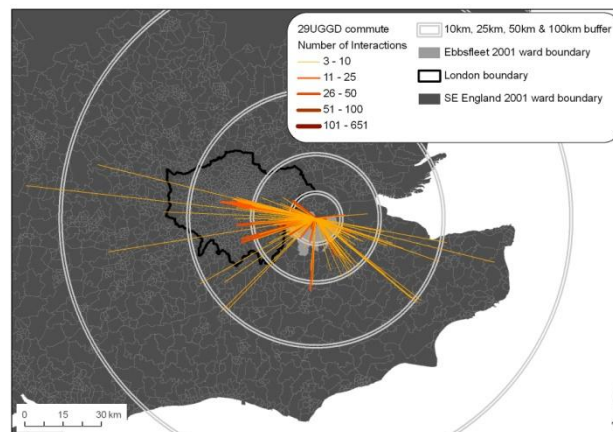 29UGGD commute
Number of Interactions
3 - 10
11 - 25
26 - 50
51 - 100
101 - 651
10km, 25km, 50km & 100km buffer
Ebbsfleet 2001 ward boundary
London boundary
SE England 2001 ward boundary
0 15 30 km